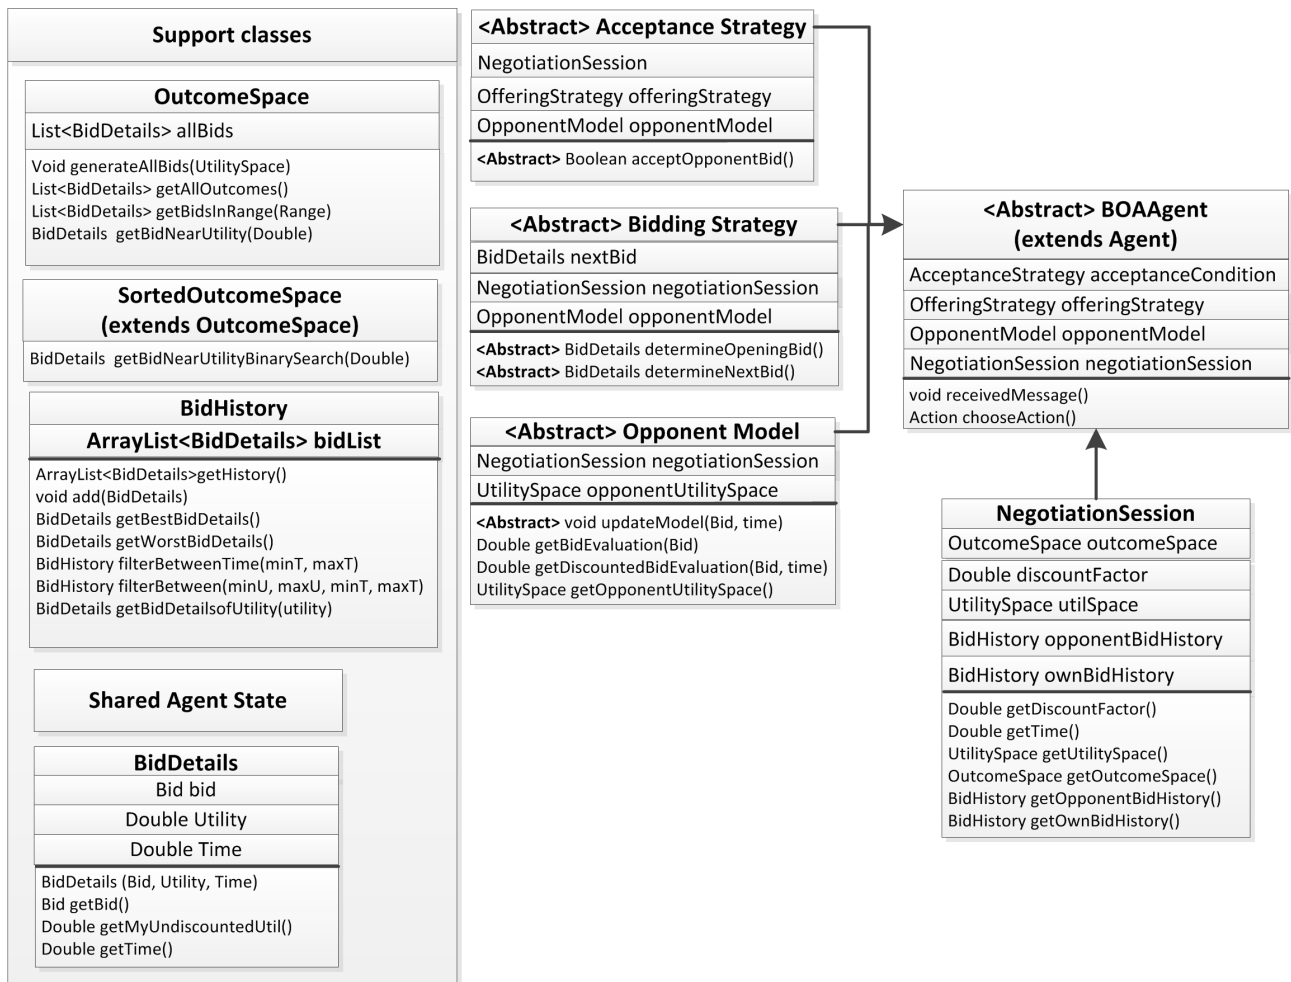 Support classes
OutcomeSpace
List<BidDetails> allBids
Void generateAllBids(UtilitySpace)
List<BidDetails> getAllOutcomes()
List<BidDetails> getBidsInRange(Range)
BidDetails getBidNearUtility(Double)
SortedOutcomeSpace
(extends OutcomeSpace)
BidDetails getBidNearUtilityBinarySearch(Double)
BidHistory
ArrayList<BidDetails> bidList
ArrayList<BidDetails>getHistory()
void add(BidDetails)
BidDetails getBestBidDetails()
BidDetails getWorstBidDetails()
BidHistory filterBetweenTime(minT, maxT)
BidHistory filterBetween(minU, maxU, minT, maxT)
BidDetails getBidDetailsofUtility(utility)
Shared Agent State
BidDetails
Bid bid
Double Utility
Double Time
BidDetails (Bid, Utility, Time)
Bid getBid()
Double getMyUndiscountedUtil()
Double getTime()
<Abstract> Acceptance Strategy
NegotiationSession
OfferingStrategy offeringStrategy
OpponentModel opponentModel
<Abstract> Boolean acceptOpponentBid()
<Abstract> Bidding Strategy
BidDetails nextBid
NegotiationSession negotiationSession
OpponentModel opponentModel
<Abstract> BidDetails determineOpeningBid()
<Abstract> BidDetails determineNextBid()
<Abstract> Opponent Model
NegotiationSession negotiationSession
UtilitySpace opponentUtilitySpace
<Abstract> void updateModel(Bid, time)
Double getBidEvaluation(Bid)
Double getDiscountedBidEvaluation(Bid, time)
UtilitySpace getOpponentUtilitySpace()
<Abstract> BOAAgent
(extends Agent)
AcceptanceStrategy acceptanceCondition
OfferingStrategy offeringStrategy
OpponentModel opponentModel
NegotiationSession negotiationSession
void receivedMessage()
Action chooseAction()
NegotiationSession
OutcomeSpace outcomeSpace
Double discountFactor
UtilitySpace utilSpace
BidHistory opponentBidHistory
BidHistory ownBidHistory
Double getDiscountFactor()
Double getTime()
UtilitySpace getUtilitySpace()
OutcomeSpace getOutcomeSpace()
BidHistory getOpponentBidHistory()
BidHistory getOwnBidHistory()